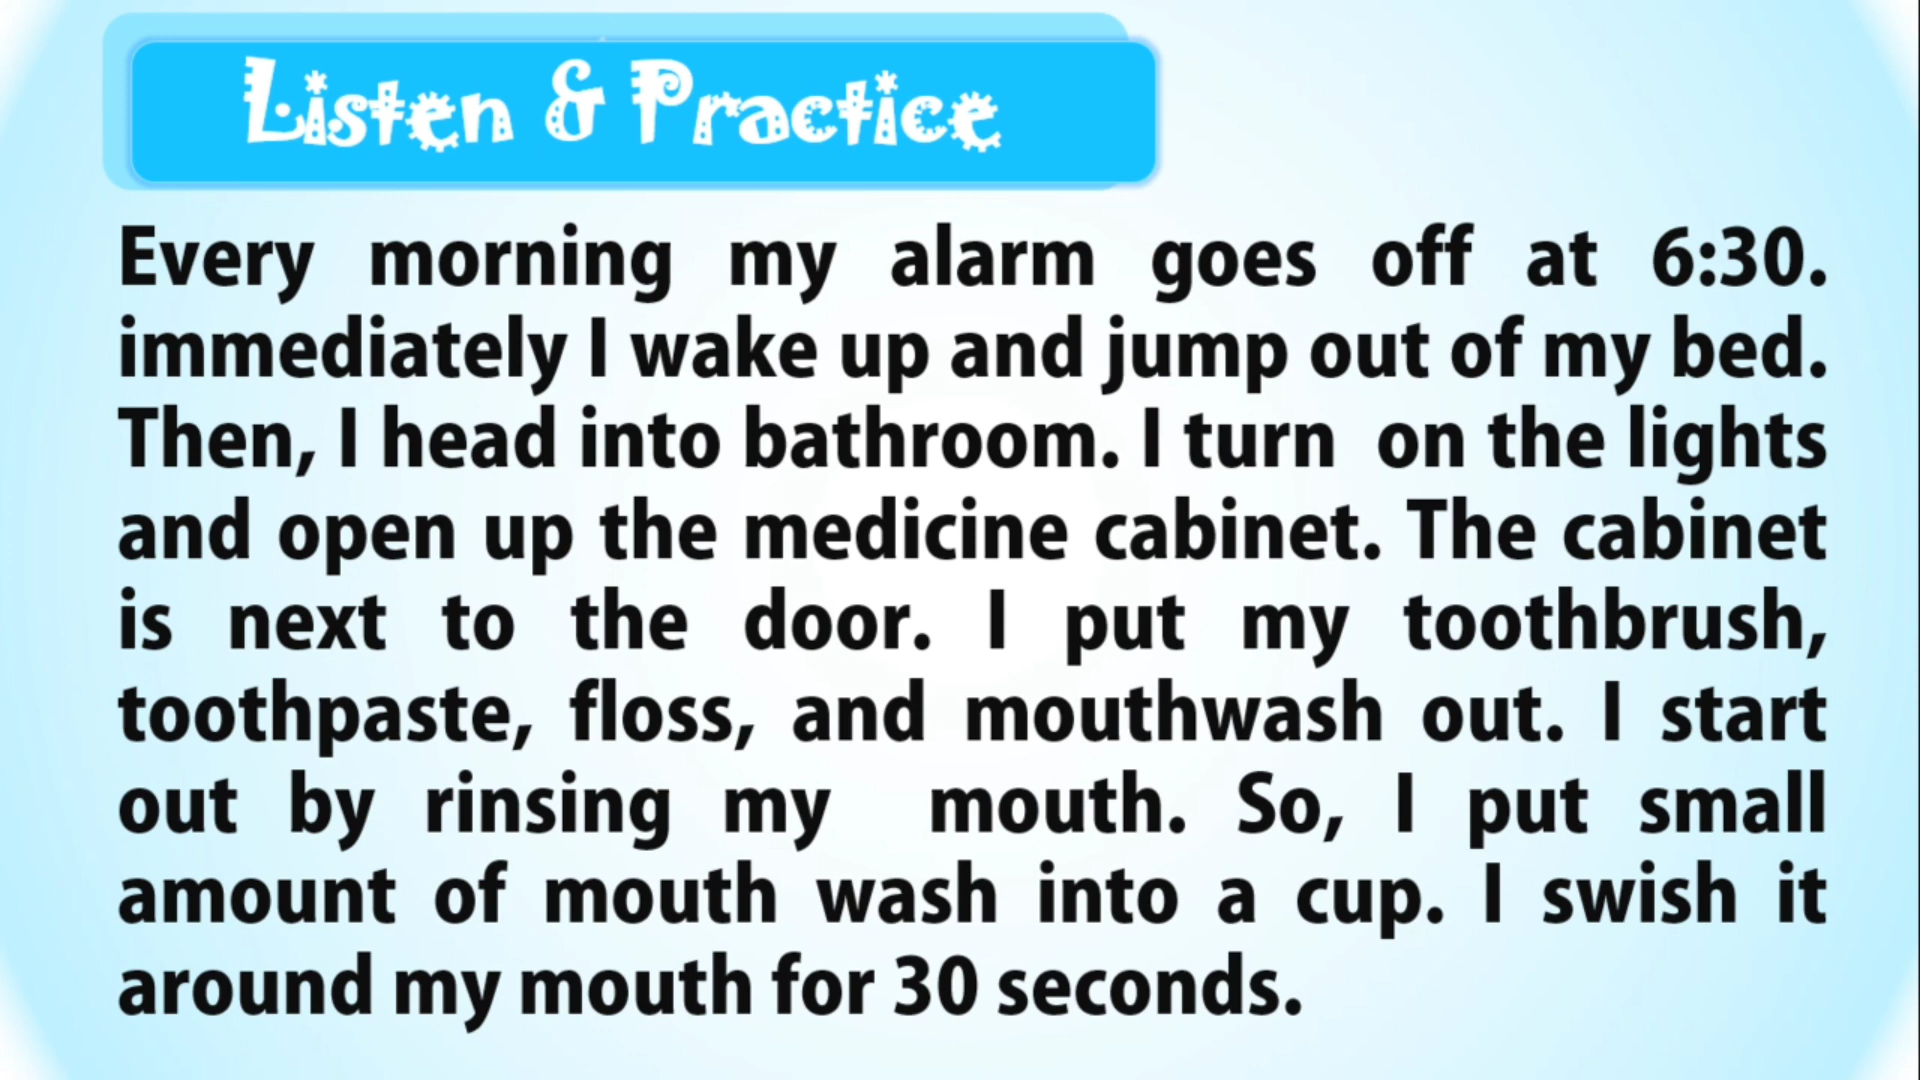 Listen & Practice
Every morning my alarm goes off at 6:30.
immediately I wake up and jump out of my bed.
Then, I head into bathroom. I turn on the lights
and open up the medicine cabinet. The cabinet
is next to the door. I put my toothbrush,
toothpaste, floss, and mouthwash out. I start
out by rinsing my mouth. So, I put small
amount of mouth wash into a cup. I swish it
around my mouth for 30 seconds.